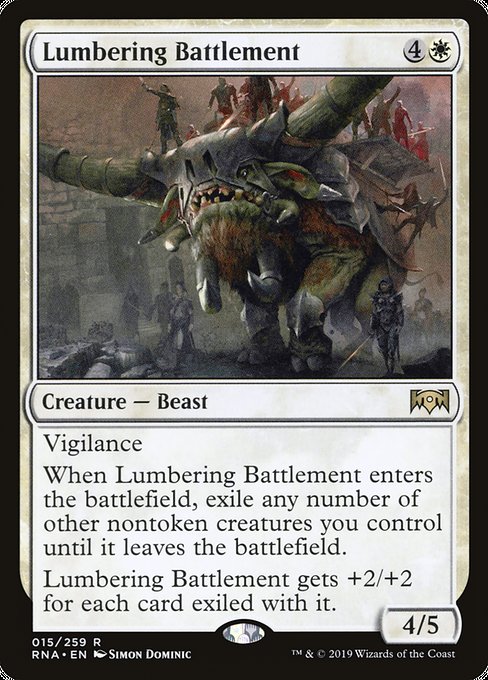 Lumbering Battlement 4
Creature — Beast
Vigilance
When Lumbering Battlement enters
the battlefield, exile any number of
other nontoken creatures you control
until it leaves the battlefield.
Lumbering Battlement gets +2/+2
for each card exiled with it.
4/5
015/259 R
RNA • EN SIMON DOMINIC
™ & © 2019 Wizards of the Coast